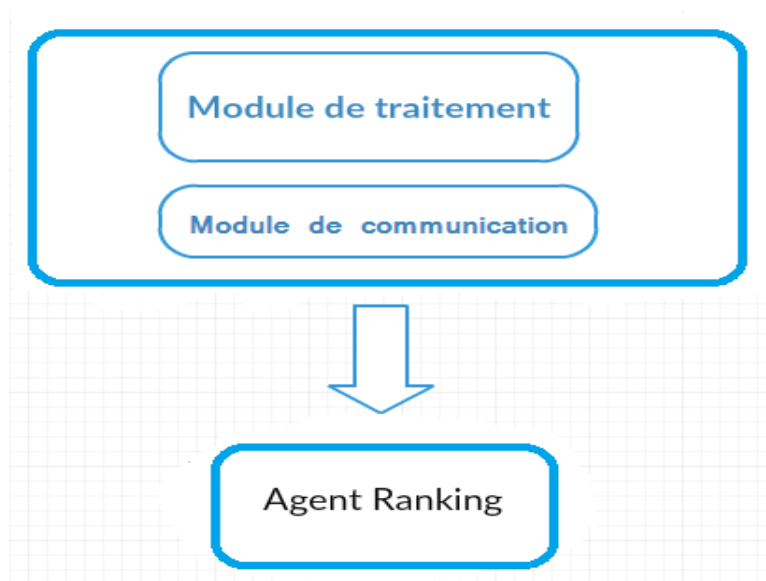 Module de traitement
Module de communication
Agent Ranking